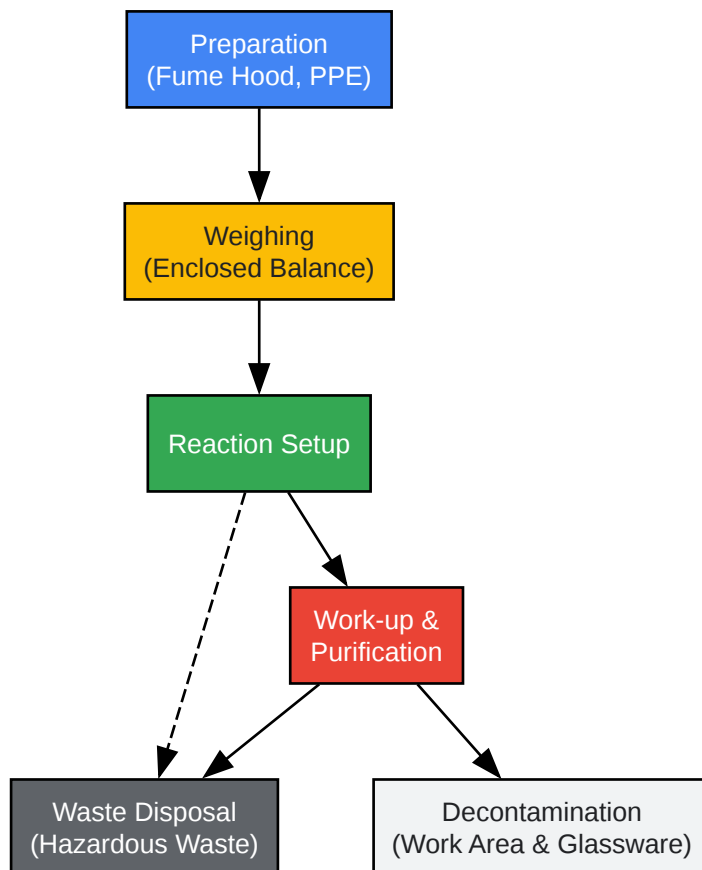 Preparation
(Fume Hood, PPE)
Weighing
(Enclosed Balance)
Reaction Setup
Work-up &
Purification
Waste Disposal
(Hazardous Waste)
Decontamination
(Work Area & Glassware)